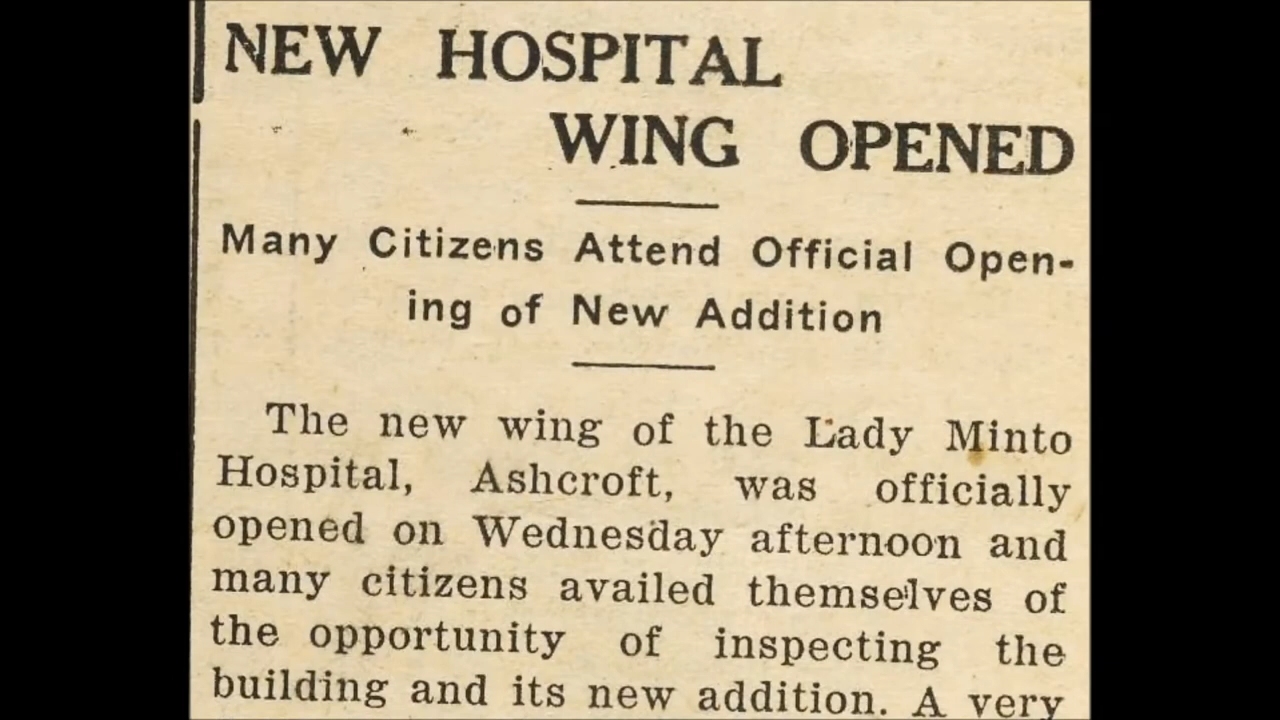 NEW HOSPITAL
WING OPENED
Many Citizens Attend Official Open-
ing of New Addition
The new wing of the Lady Minto
Hospital, Ashcroft, was officially
opened on Wednesday afternoon and
many citizens availed themselves of
the opportunity of inspecting the
building and its new addition. A very